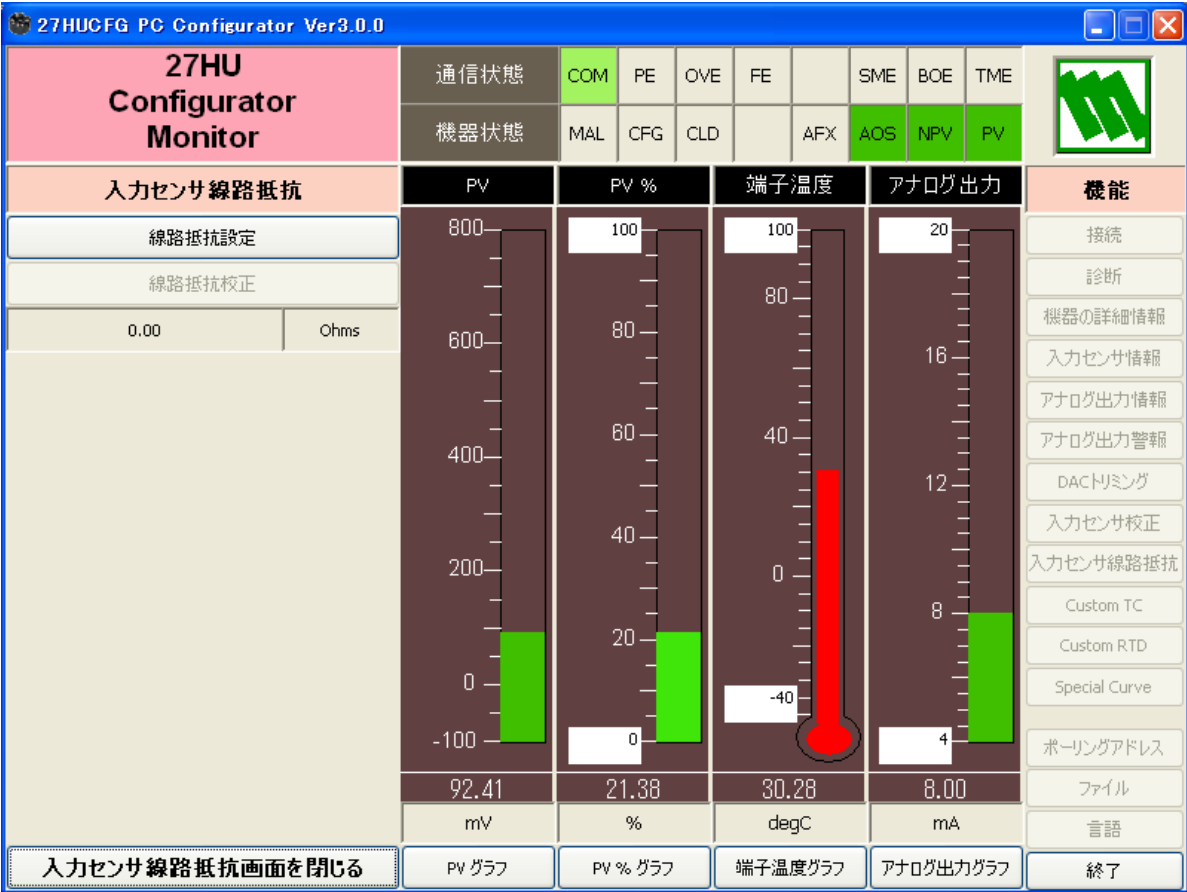 27HUCFG PC Configurator Ver3.0.0
27HU
Configurator
Monitor
通信状態 COM PE OVE FE SME BOE TME
機器状態 MAL CFG CLD AFX AOS NPV PV
入力センサ線路抵抗
線路抵抗設定
線路抵抗校正
0.00 Ohms
入力センサ線路抵抗画面を閉じる
PV
800
600
400
200
0
-100
92.41
mV
PV グラフ
PV %
100
80
60
40
20
0
21.38
%
PV % グラフ
端子温度
100
80
40
0
-40
30.28
degC
端子温度グラフ
アナログ出力
20
16
12
8
4
8.00
mA
アナログ出力グラフ
機能
接続
診断
機器の詳細情報
入力センサ情報
アナログ出力情報
アナログ出力警報
DACトリミング
入力センサ校正
入力センサ線路抵抗
Custom TC
Custom RTD
Special Curve
ポーリングアドレス
ファイル
言語
終了